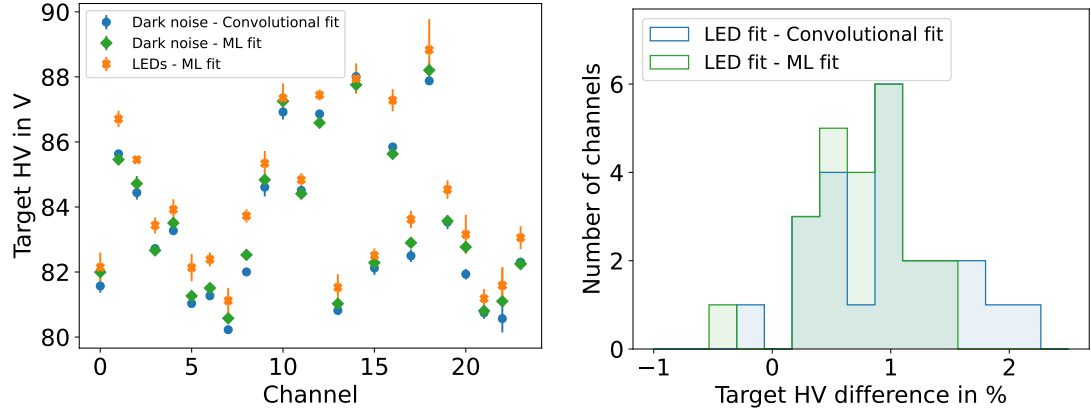 90
88
86
84
82
80
Target HV in V
Dark noise - Convolutional fit
Dark noise - ML fit
LEDs - ML fit
0
5
10
15
20
Channel
6
4
2
0
Number of channels
LED fit - Convolutional fit
LED fit - ML fit
−1
0
1
2
Target HV difference in %